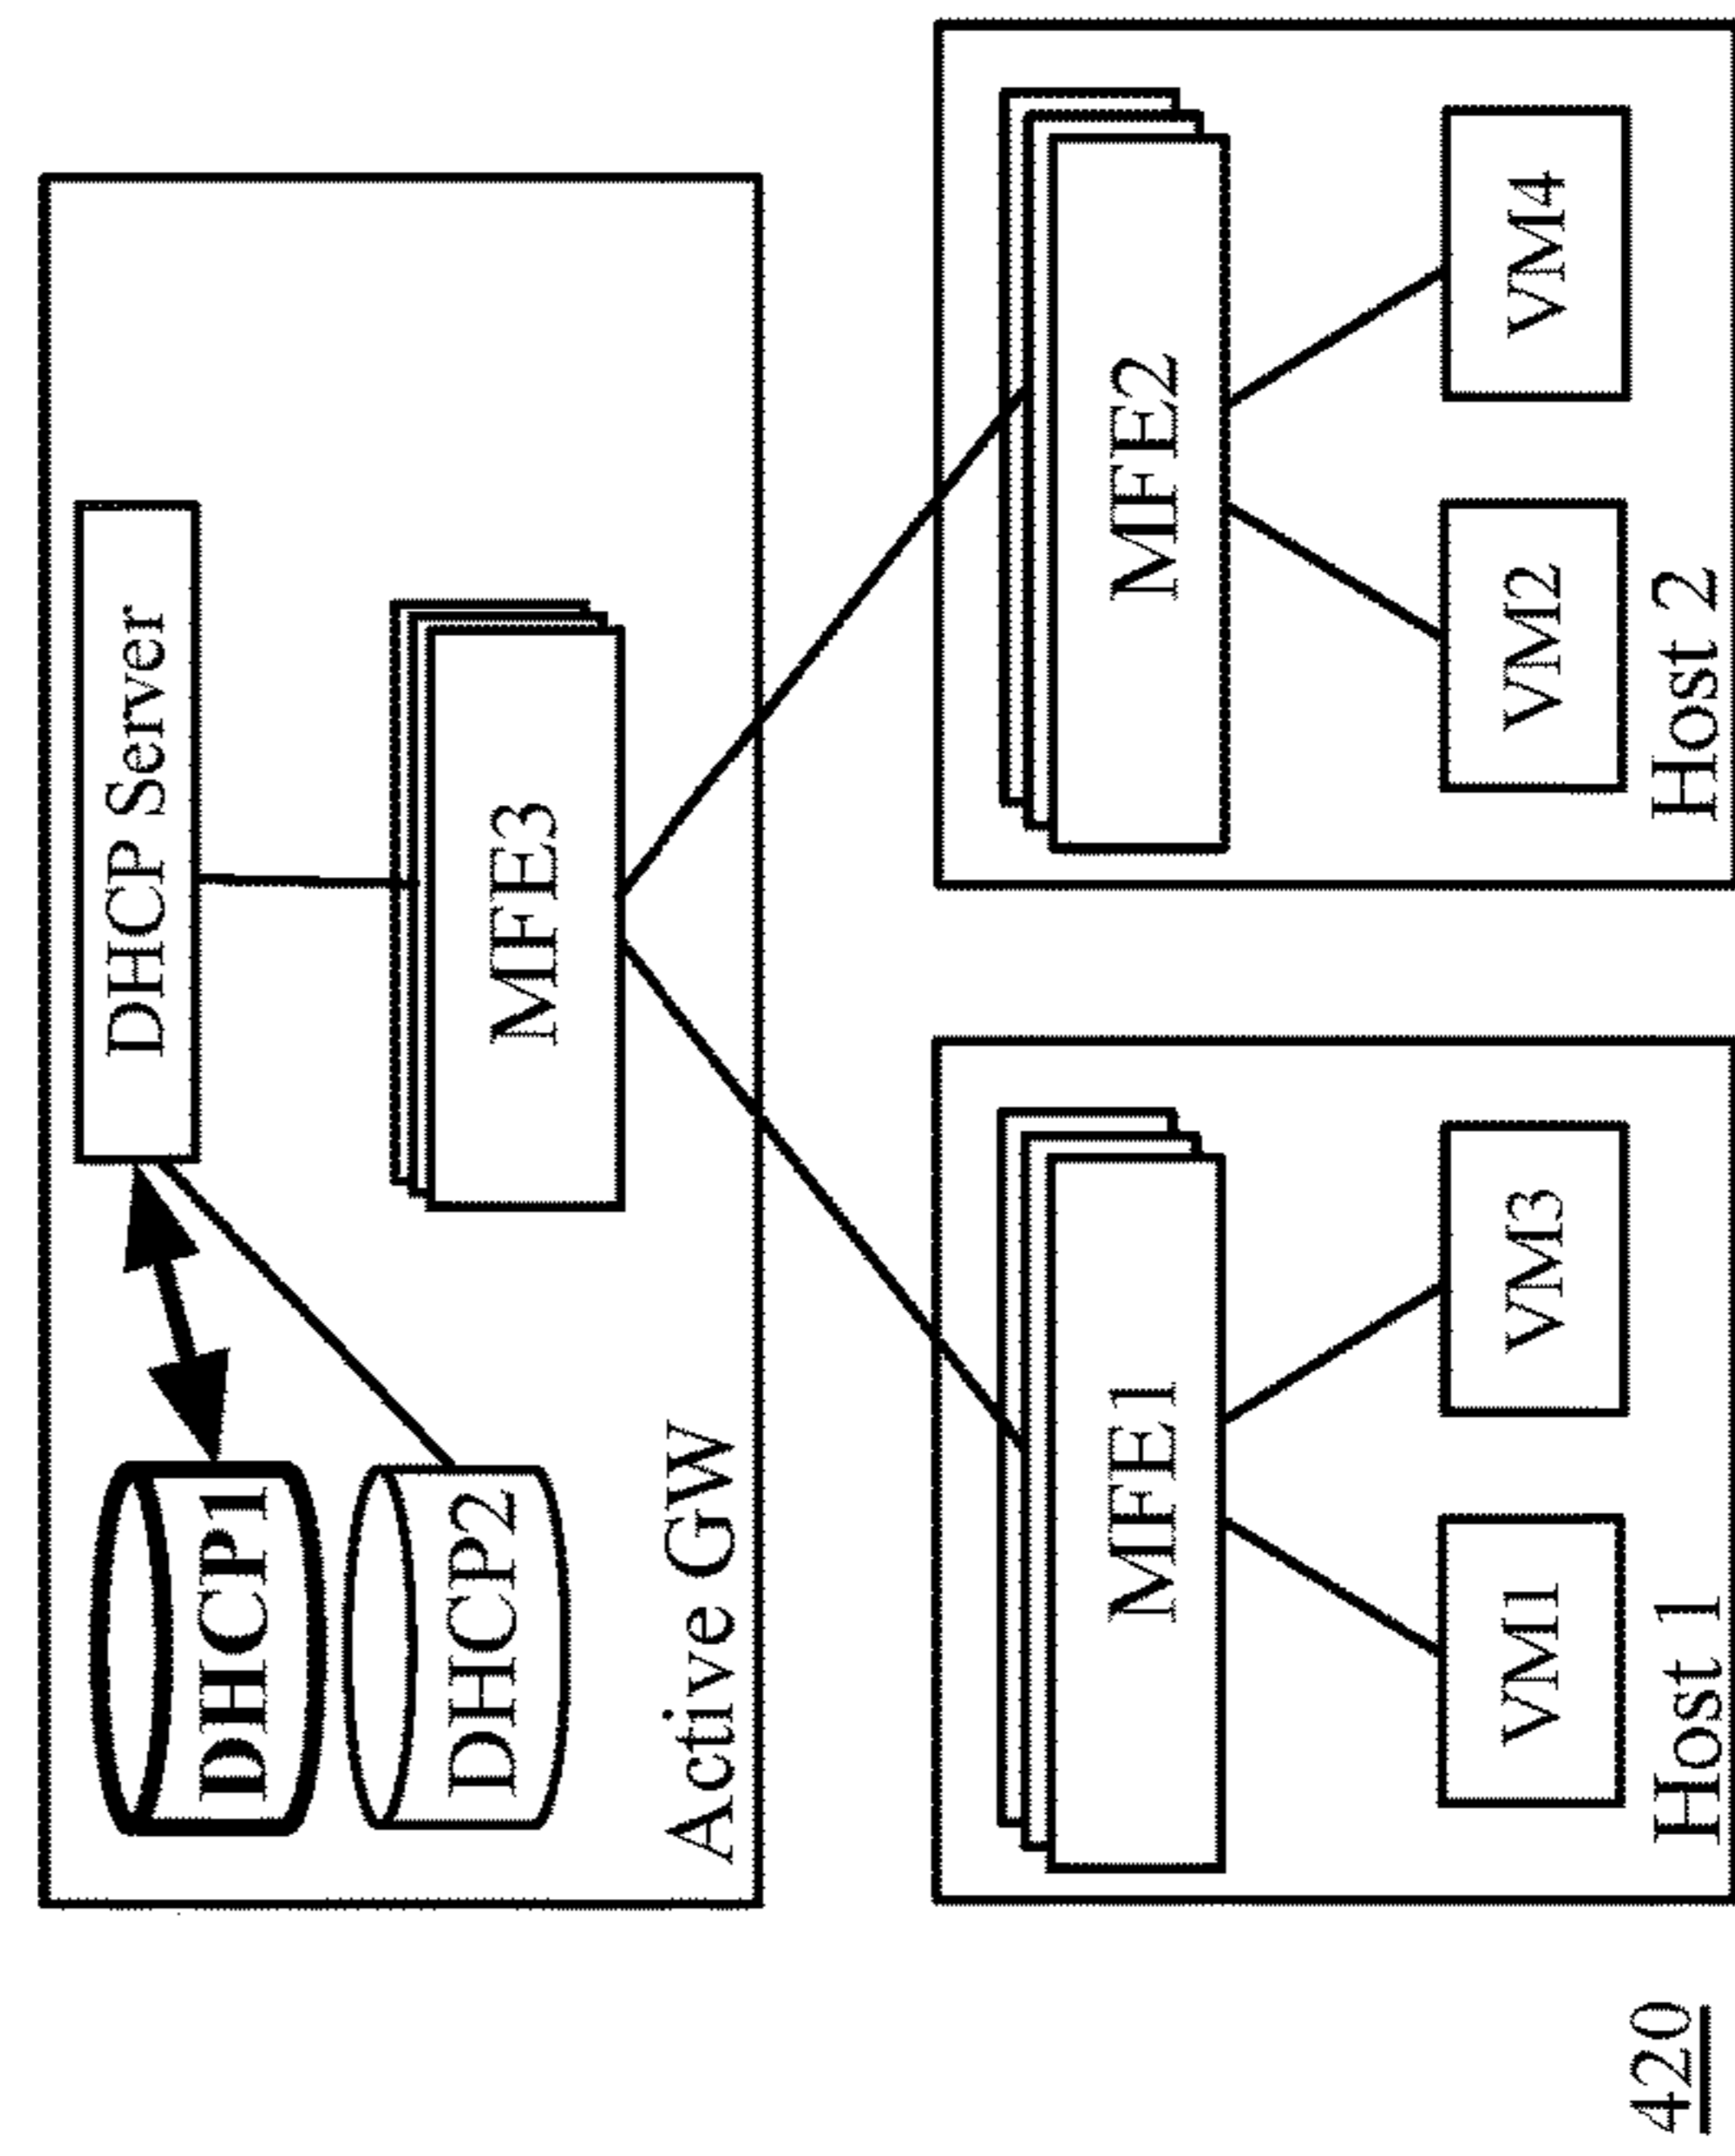 DHCP1
DHCP Server
DHCP2
MFE3
Active GW
MFE1
MFE2
VM1
VM3
VM2
VM4
Host 1
Host 2
420